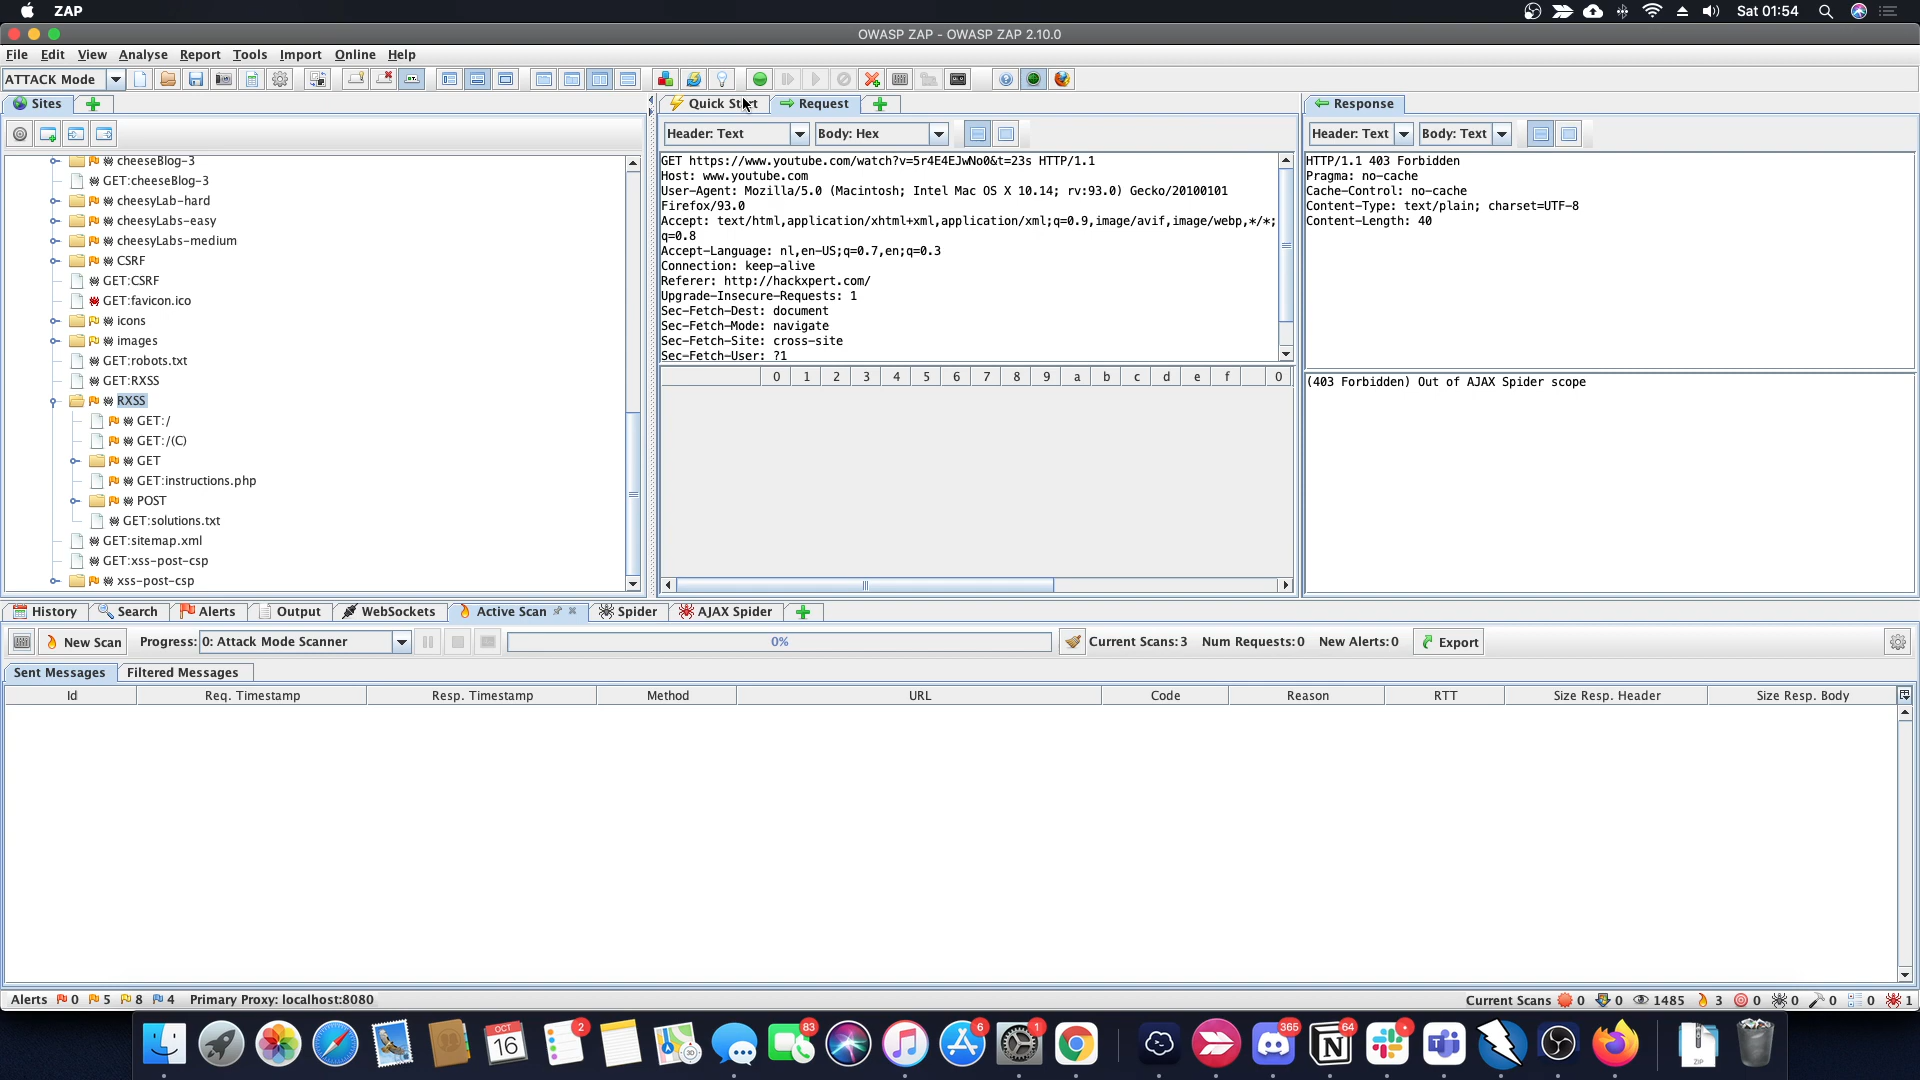 ZAP
Sat 01:54
OWASP ZAP - OWASP ZAP 2.10.0
File Edit View Analyse Report Tools Import Online Help
ATTACK Mode
Sites
Quick Start
Request
Response
Header: Text
Body: Hex
Header: Text
Body: Text
cheeseBlog-3
GET:cheeseBlog-3
cheesyLab-hard
cheesyLabs-easy
cheesyLabs-medium
CSRF
GET:CSRF
GET:favicon.ico
icons
images
GET:robots.txt
GET:RXSS
RXSS
GET:/
GET:/(C)
GET
GET:instructions.php
POST
GET:solutions.txt
GET:sitemap.xml
GET:xss-post-csp
xss-post-csp
GET https://www.youtube.com/watch?v=5r4E4EJwNo0&t=23s HTTP/1.1
Host: www.youtube.com
User-Agent: Mozilla/5.0 (Macintosh; Intel Mac OS X 10.14; rv:93.0) Gecko/20100101
Firefox/93.0
Accept: text/html,application/xhtml+xml,application/xml;q=0.9,image/avif,image/webp,*/*;
q=0.8
Accept-Language: nl,en-US;q=0.7,en;q=0.3
Connection: keep-alive
Referer: http://hackxpert.com/
Upgrade-Insecure-Requests: 1
Sec-Fetch-Dest: document
Sec-Fetch-Mode: navigate
Sec-Fetch-Site: cross-site
Sec-Fetch-User: ?1
0 1 2 3 4 5 6 7 8 9 a b c d e f 0
HTTP/1.1 403 Forbidden
Pragma: no-cache
Cache-Control: no-cache
Content-Type: text/plain; charset=UTF-8
Content-Length: 40
(403 Forbidden) Out of AJAX Spider scope
History Search Alerts Output WebSockets Active Scan Spider AJAX Spider
New Scan Progress: 0: Attack Mode Scanner 0% Current Scans:3 Num Requests:0 New Alerts:0 Export
Sent Messages Filtered Messages
Id Req. Timestamp Resp. Timestamp Method URL Code Reason RTT Size Resp. Header Size Resp. Body
Alerts 0 5 8 4 Primary Proxy: localhost:8080
Current Scans 0 0 1485 3 0 0 0 0 1
OCT
16
2
83
6
1
365
64
ZIP